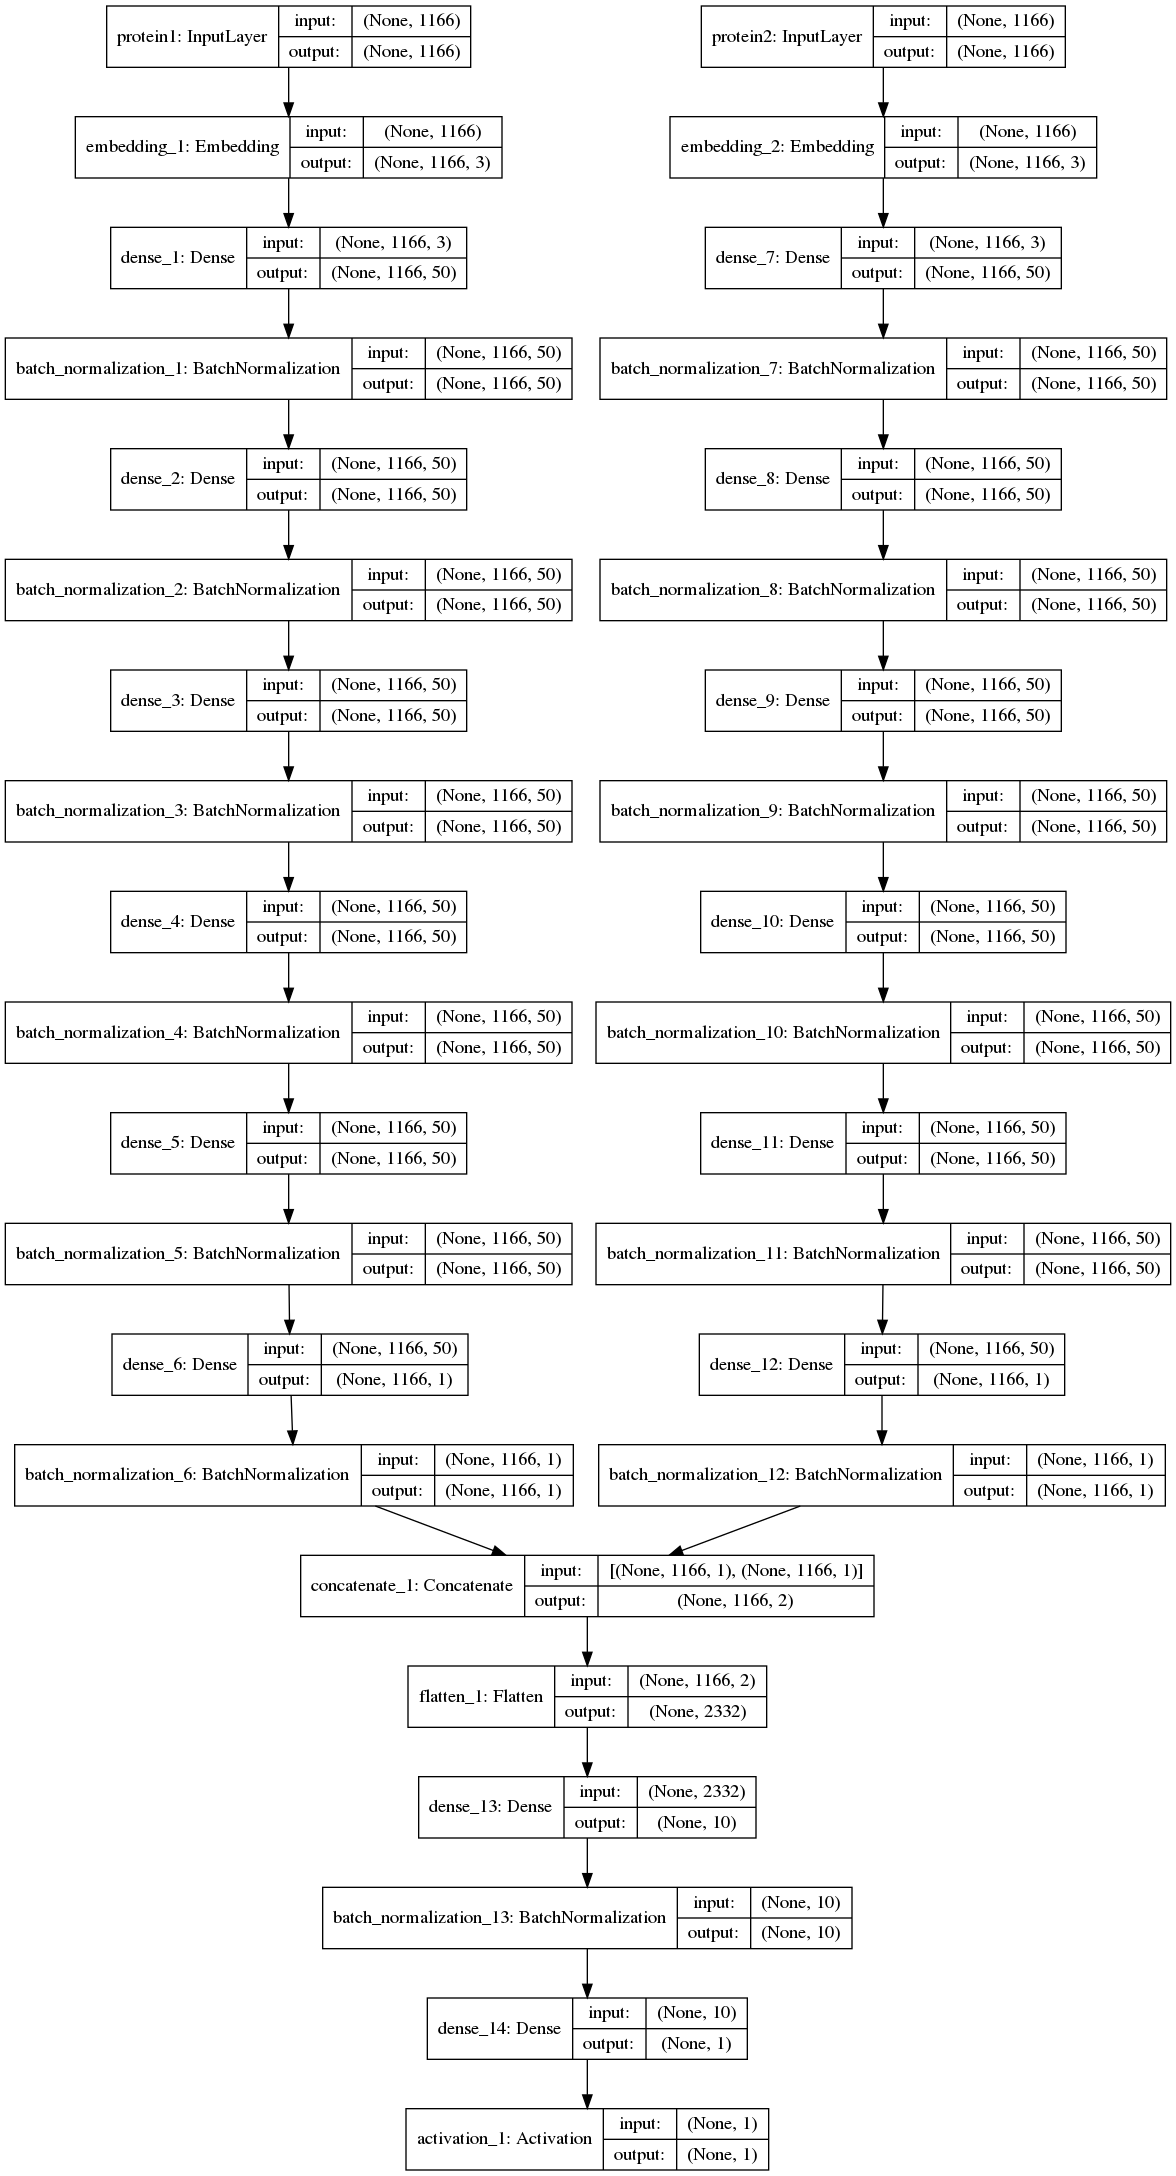 protein1: InputLayer
input: (None, 1166)
output: (None, 1166)
embedding_1: Embedding
input: (None, 1166)
output: (None, 1166, 3)
dense_1: Dense
input: (None, 1166, 3)
output: (None, 1166, 50)
batch_normalization_1: BatchNormalization
input: (None, 1166, 50)
output: (None, 1166, 50)
dense_2: Dense
input: (None, 1166, 50)
output: (None, 1166, 50)
batch_normalization_2: BatchNormalization
input: (None, 1166, 50)
output: (None, 1166, 50)
dense_3: Dense
input: (None, 1166, 50)
output: (None, 1166, 50)
batch_normalization_3: BatchNormalization
input: (None, 1166, 50)
output: (None, 1166, 50)
dense_4: Dense
input: (None, 1166, 50)
output: (None, 1166, 50)
batch_normalization_4: BatchNormalization
input: (None, 1166, 50)
output: (None, 1166, 50)
dense_5: Dense
input: (None, 1166, 50)
output: (None, 1166, 50)
batch_normalization_5: BatchNormalization
input: (None, 1166, 50)
output: (None, 1166, 50)
dense_6: Dense
input: (None, 1166, 50)
output: (None, 1166, 1)
batch_normalization_6: BatchNormalization
input: (None, 1166, 1)
output: (None, 1166, 1)
protein2: InputLayer
input: (None, 1166)
output: (None, 1166)
embedding_2: Embedding
input: (None, 1166)
output: (None, 1166, 3)
dense_7: Dense
input: (None, 1166, 3)
output: (None, 1166, 50)
batch_normalization_7: BatchNormalization
input: (None, 1166, 50)
output: (None, 1166, 50)
dense_8: Dense
input: (None, 1166, 50)
output: (None, 1166, 50)
batch_normalization_8: BatchNormalization
input: (None, 1166, 50)
output: (None, 1166, 50)
dense_9: Dense
input: (None, 1166, 50)
output: (None, 1166, 50)
batch_normalization_9: BatchNormalization
input: (None, 1166, 50)
output: (None, 1166, 50)
dense_10: Dense
input: (None, 1166, 50)
output: (None, 1166, 50)
batch_normalization_10: BatchNormalization
input: (None, 1166, 50)
output: (None, 1166, 50)
dense_11: Dense
input: (None, 1166, 50)
output: (None, 1166, 50)
batch_normalization_11: BatchNormalization
input: (None, 1166, 50)
output: (None, 1166, 50)
dense_12: Dense
input: (None, 1166, 50)
output: (None, 1166, 1)
batch_normalization_12: BatchNormalization
input: (None, 1166, 1)
output: (None, 1166, 1)
concatenate_1: Concatenate
input: [(None, 1166, 1), (None, 1166, 1)]
output: (None, 1166, 2)
flatten_1: Flatten
input: (None, 1166, 2)
output: (None, 2332)
dense_13: Dense
input: (None, 2332)
output: (None, 10)
batch_normalization_13: BatchNormalization
input: (None, 10)
output: (None, 10)
dense_14: Dense
input: (None, 10)
output: (None, 1)
activation_1: Activation
input: (None, 1)
output: (None, 1)